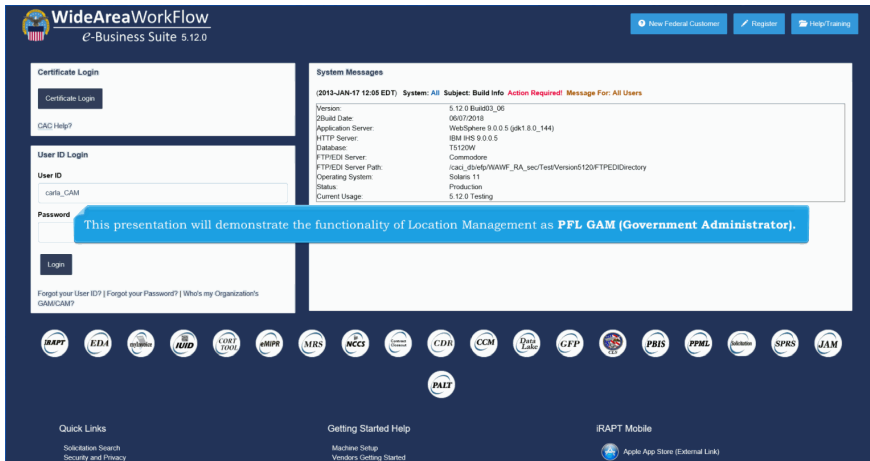 WideAreaWorkFlow
e-Business Suite 5.12.0
New Federal Customer
Register
Help/Training
Certificate Login
Certificate Login
CAC Help?
User ID Login
User ID
carla_CAM
Password
Login
Forgot your User ID? | Forgot your Password? | Who's my Organization's
GAM/CAM?
System Messages
(2013-JAN-17 12:05 EDT) System: All Subject: Build Info Action Required! Message For: All Users
Version: 5.12.0 Build03_06
2Build Date: 06/07/2018
Application Server: WebSphere 9.0.0.5 (jdk1.8.0_144)
HTTP Server: IBM IHS 9.0.0.5
Database: T5120W
FTP/EDI Server: Commodore
FTP/EDI Server Path: /caci_db/efp/WAWF_RA_sec/Test/Version5120/FTPEDIDirectory
Operating System: Solaris 11
Status: Production
Current Usage: 5.12.0 Testing
This presentation will demonstrate the functionality of Location Management as PFL GAM (Government Administrator).
IRAPT
EDA
myInvoice
IUID
CORT
TOOL
eMIPR
MRS
NCCS
CDR
CCM
Data
Lake
GFP
CLS
PBIS
PPML
Solicitation
SPRS
JAM
PALT
Quick Links
Solicitation Search
Security and Privacy
Getting Started Help
Machine Setup
Vendors Getting Started
iRAPT Mobile
Apple App Store (External Link)